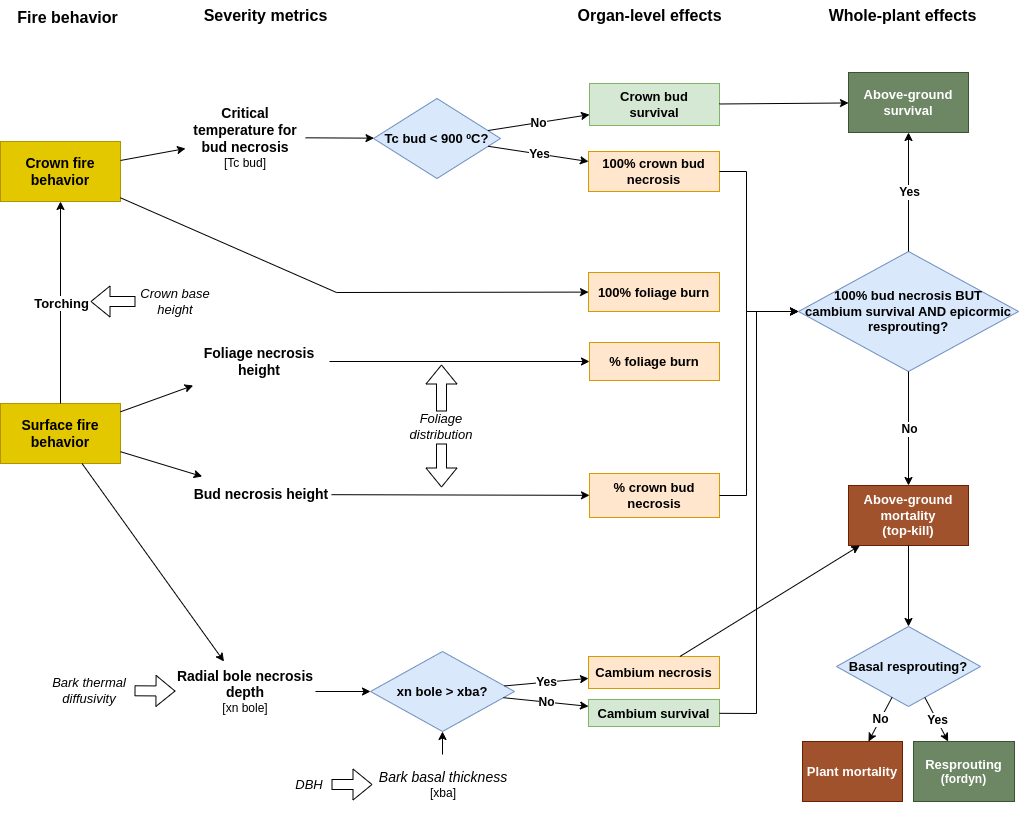 Fire behavior
Severity metrics
Organ-level effects
Whole-plant effects
Crown fire
behavior
Critical
temperature for
bud necrosis
[Tc bud]
Tc bud < 900 ºC?
No
Yes
Crown bud
survival
100% crown bud
necrosis
Above-ground
survival
Yes
Torching
Crown base
height
100% foliage burn
100% bud necrosis BUT
cambium survival AND epicormic
resprouting?
Foliage necrosis
height
% foliage burn
Surface fire
behavior
Foliage
distribution
No
Bud necrosis height
% crown bud
necrosis
Above-ground
mortality
(top-kill)
Bark thermal
diffusivity
Radial bole necrosis
depth
[xn bole]
xn bole > xba?
Yes
No
Cambium necrosis
Cambium survival
Basal resprouting?
No
Yes
DBH
Bark basal thickness
[xba]
Plant mortality
Resprouting
(fordyn)